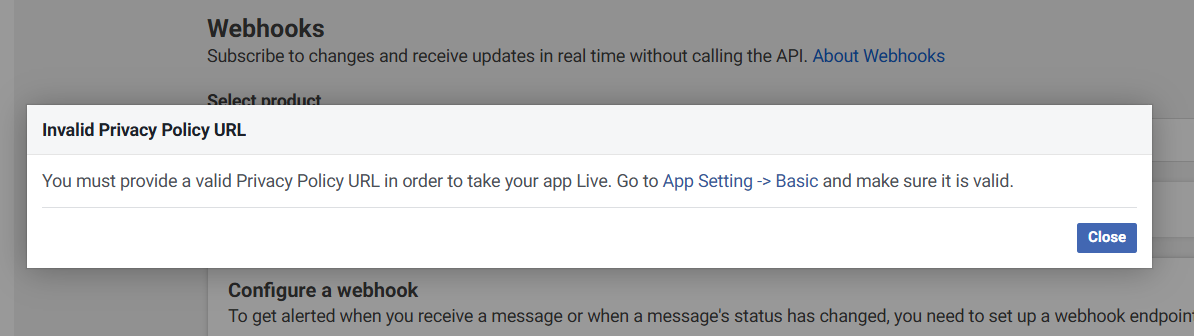 Webhooks
Subscribe to changes and receive updates in real time without calling the API. About Webhooks
Select product
Invalid Privacy Policy URL
You must provide a valid Privacy Policy URL in order to take your app Live. Go to App Setting -> Basic and make sure it is valid.
Close
Configure a webhook
To get alerted when you receive a message or when a message's status has changed, you need to set up a webhook endpoint